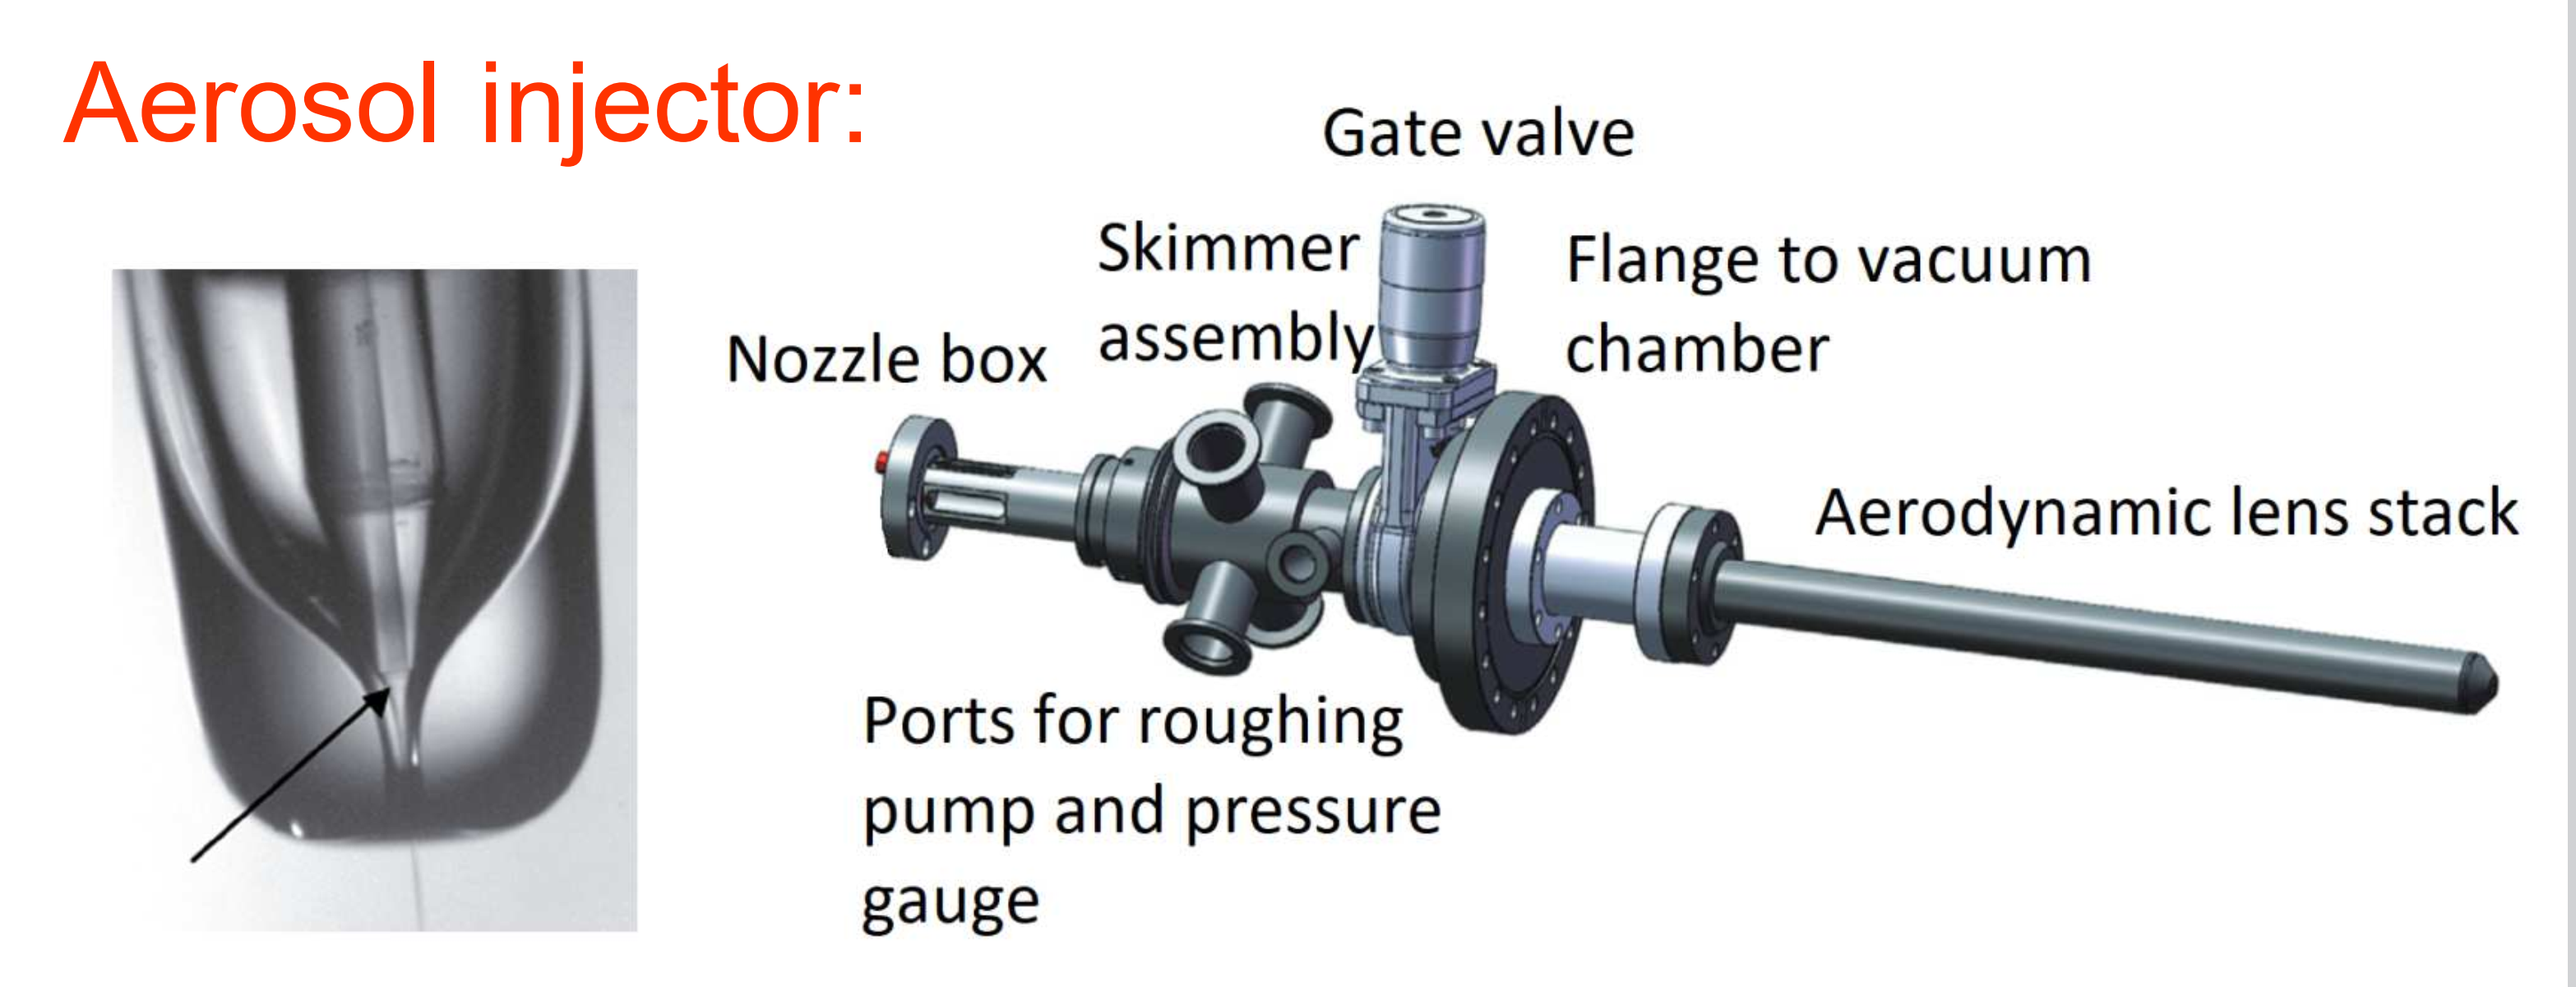 Aerosol injector:
Gate valve
Skimmer
assembly
Flange to vacuum
chamber
Nozzle box
Aerodynamic lens stack
Ports for roughing
pump and pressure
gauge